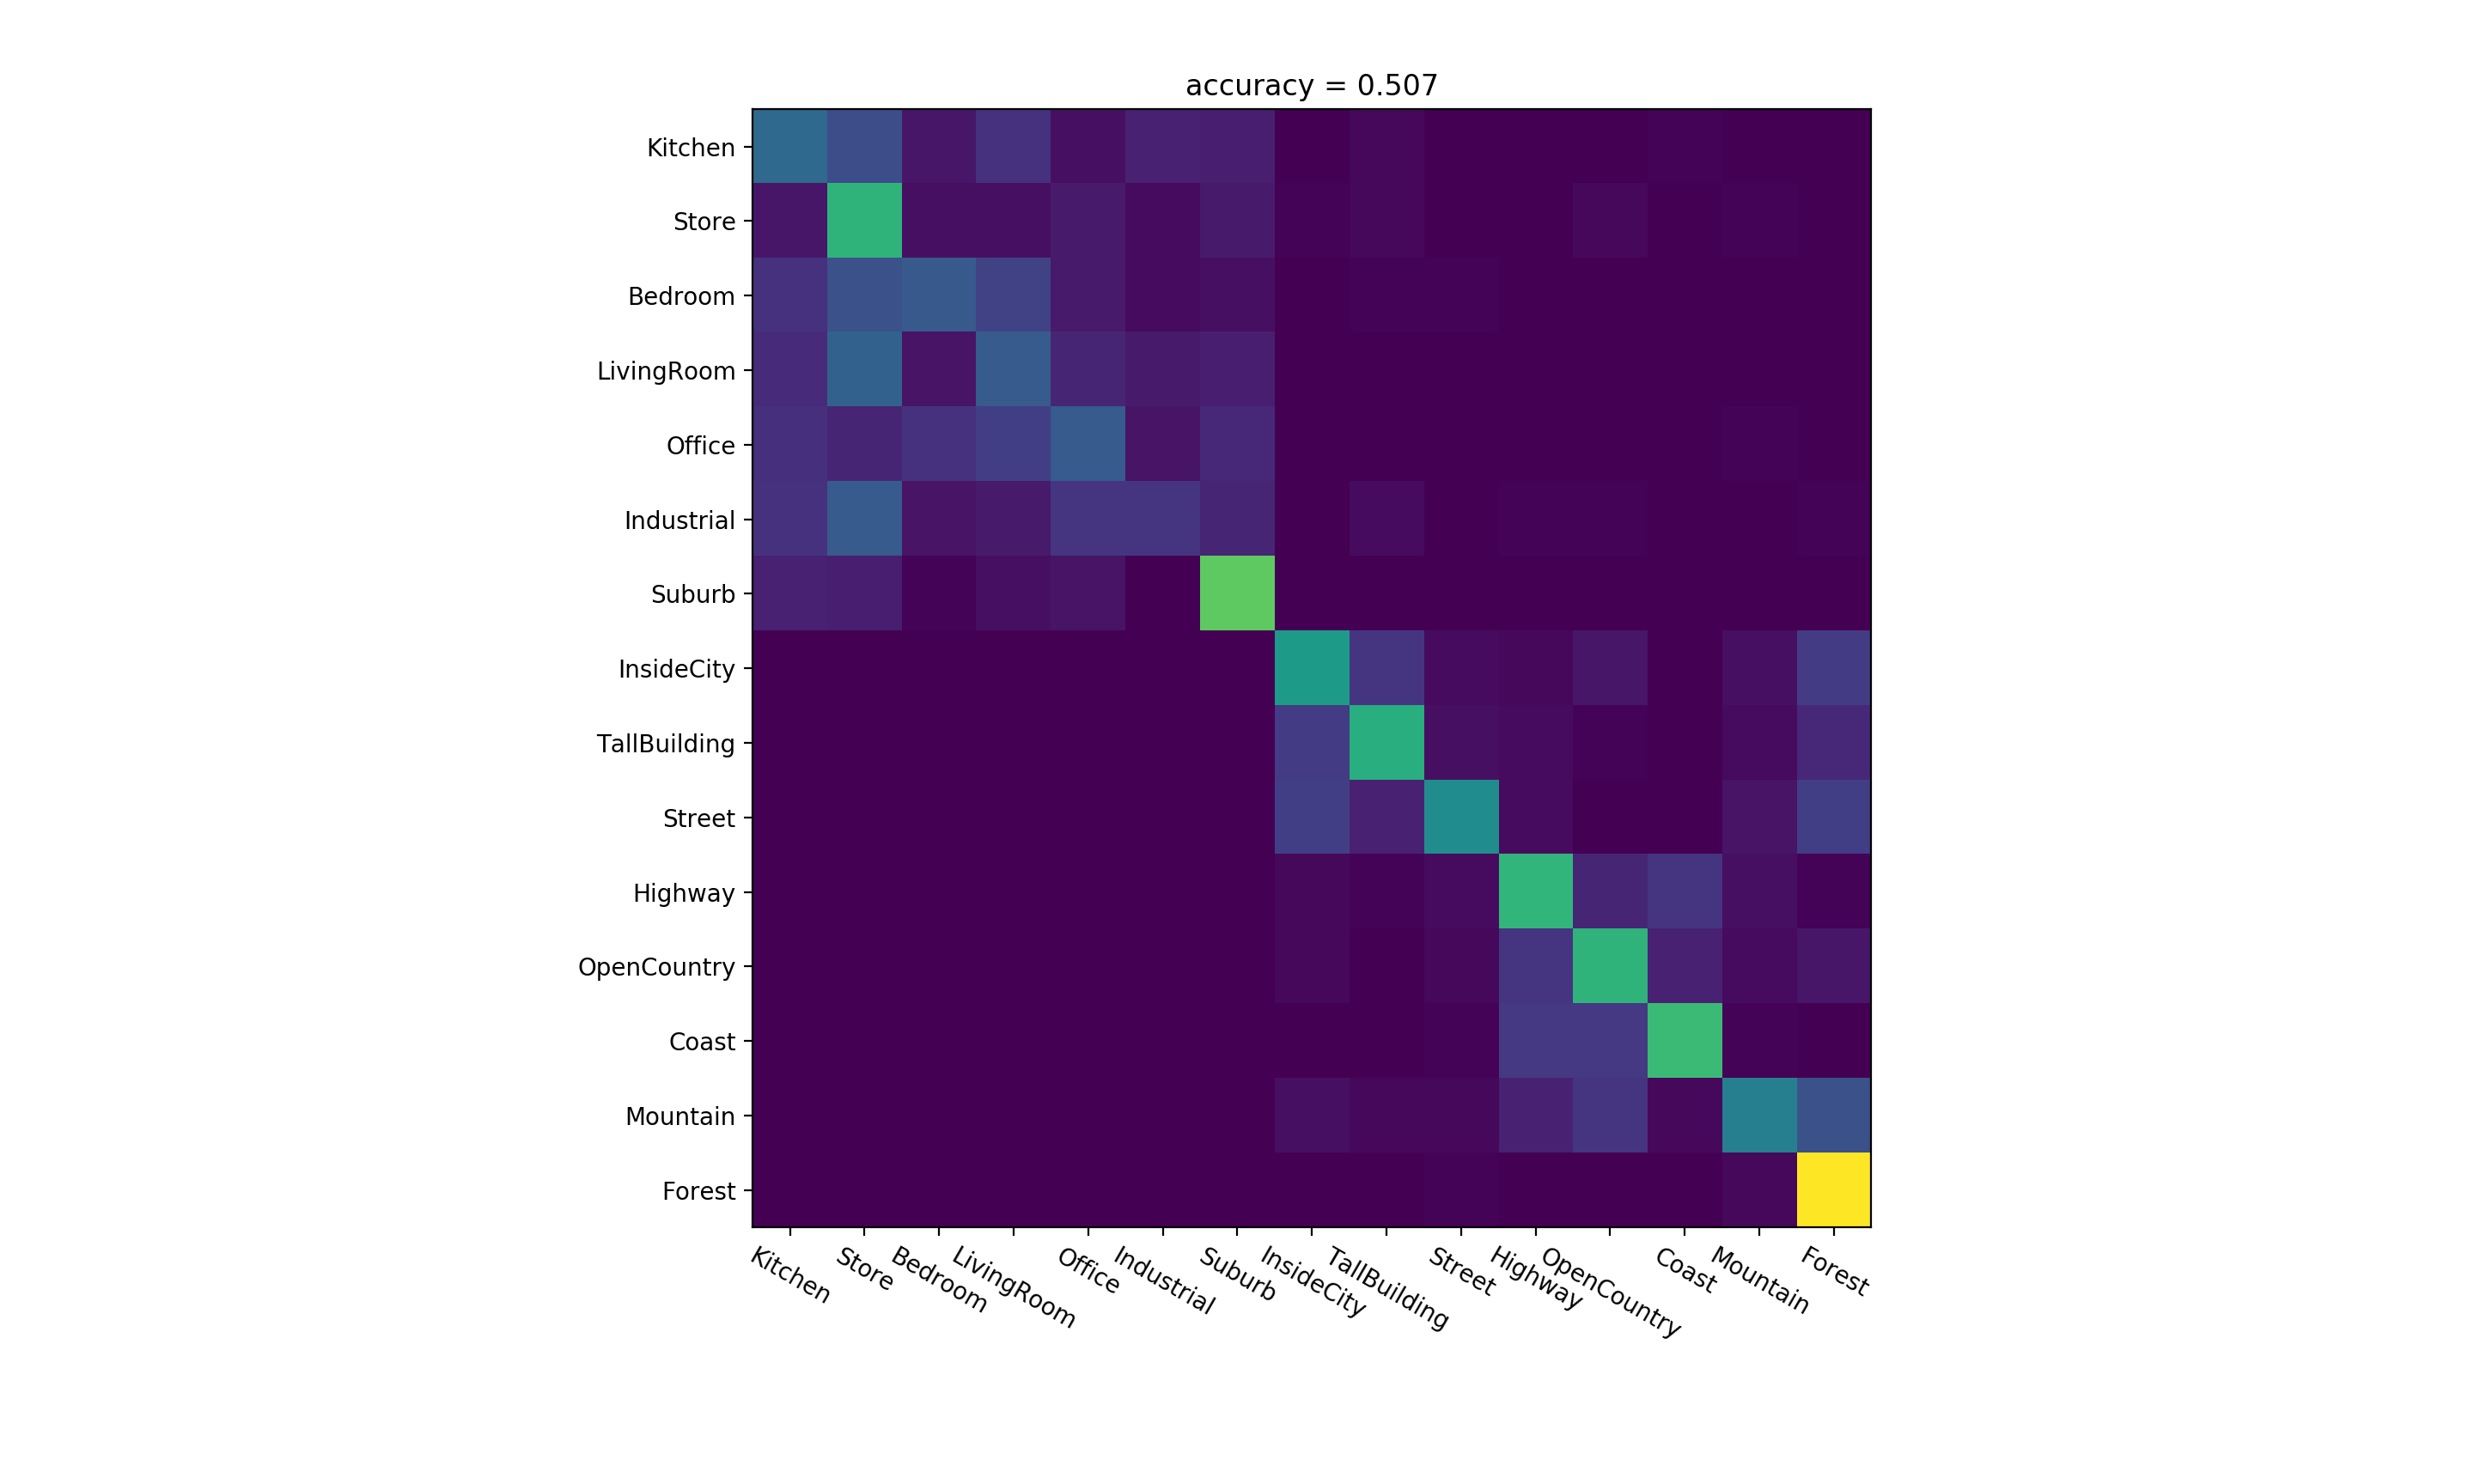 accuracy = 0.507
Kitchen
Store
Bedroom
LivingRoom
Office
Industrial
Suburb
InsideCity
TallBuilding
Street
Highway
OpenCountry
Coast
Mountain
Forest
Kitchen
Store
Bedroom
LivingRoom
Office
Industrial
Suburb
InsideCity
TallBuilding
Street
Highway
OpenCountry
Coast
Mountain
Forest